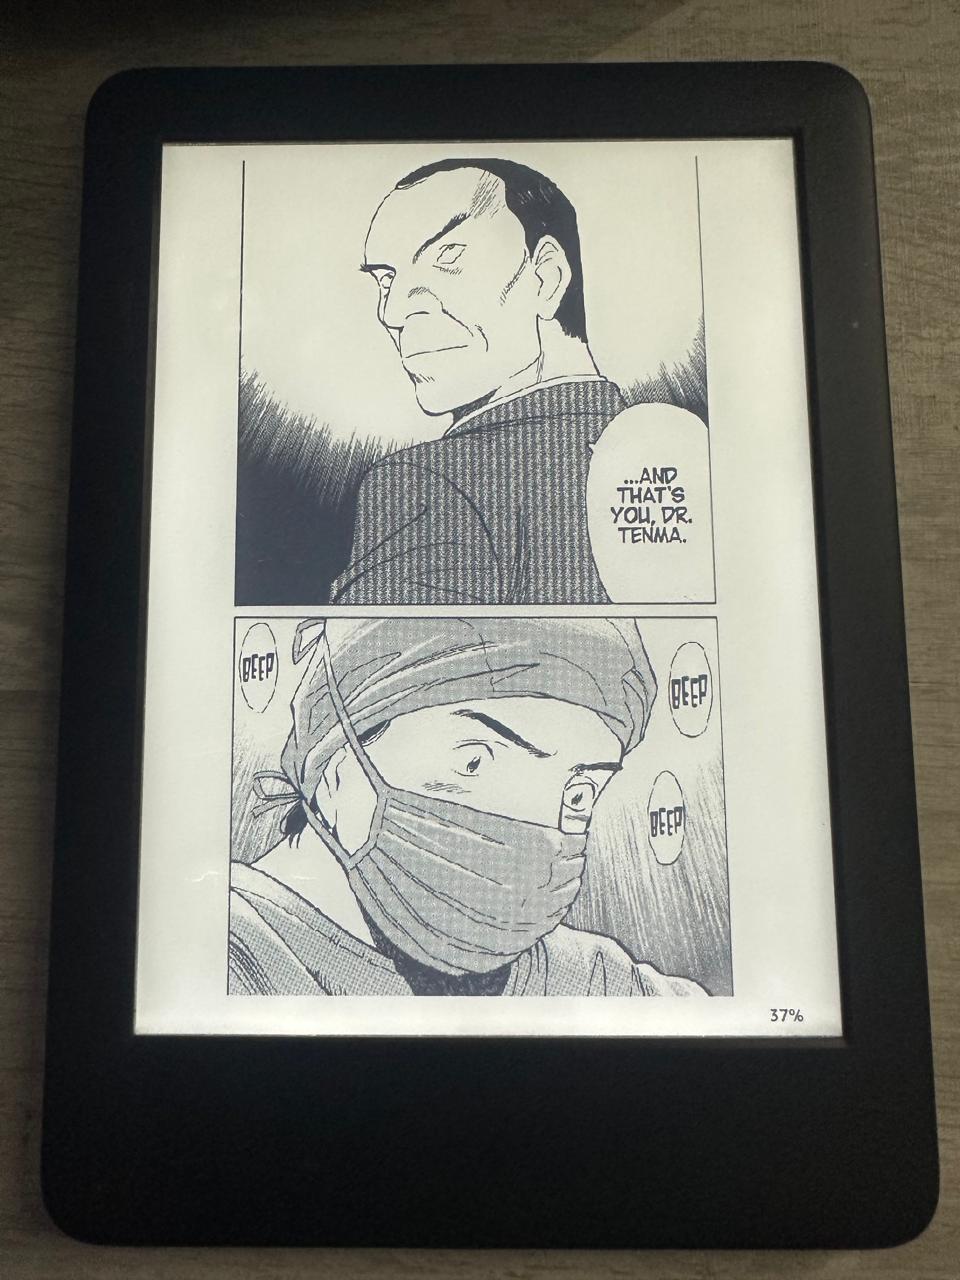 ...AND
THAT'S
YOU, DR.
TENMA.
BEEP
BEEP
BEEP
37%